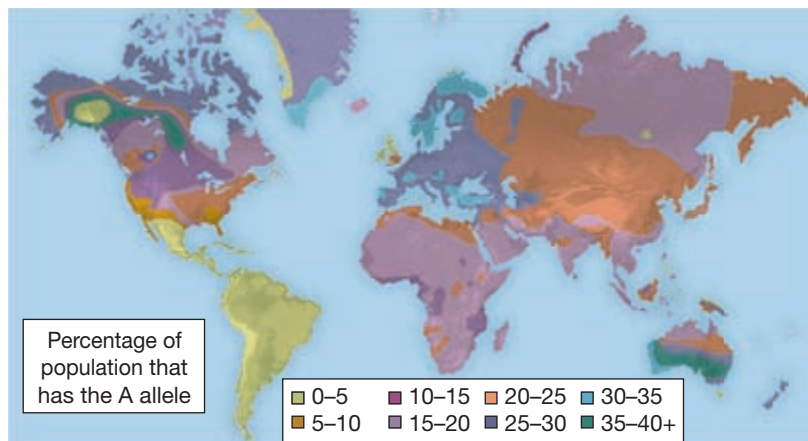 Percentage of
population that
has the A allele
0–5 10–15 20–25 30–35
5–10 15–20 25–30 35–40+